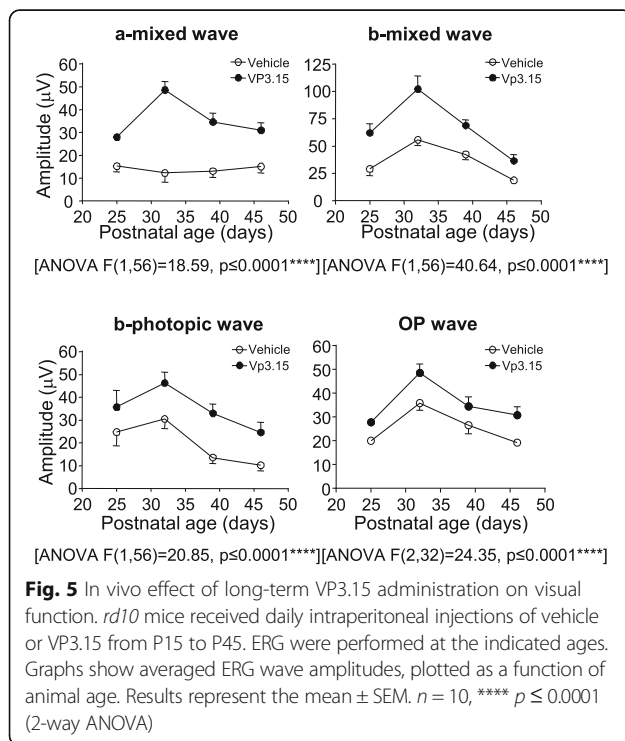 a-mixed wave
Vehicle
VP3.15
Amplitude (µV)
60
50
40
30
20
10
0
20 25 30 35 40 45 50
Postnatal age (days)
[ANOVA F(1,56)=18.59, p≤0.0001****]
b-mixed wave
Vehicle
Vp3.15
125
100
75
50
25
0
20 25 30 35 40 45 50
Postnatal age (days)
[ANOVA F(1,56)=40.64, p≤0.0001****]
b-photopic wave
Vehicle
Vp3.15
Amplitude (µV)
60
50
40
30
20
10
0
20 25 30 35 40 45 50
Postnatal age (days)
[ANOVA F(1,56)=20.85, p≤0.0001****]
OP wave
Vehicle
Vp3.15
60
50
40
30
20
10
0
20 25 30 35 40 45 50
Postnatal age (days)
[ANOVA F(2,32)=24.35, p≤0.0001****]
Fig. 5 In vivo effect of long-term VP3.15 administration on visual
function. rd10 mice received daily intraperitoneal injections of vehicle
or VP3.15 from P15 to P45. ERG were performed at the indicated ages.
Graphs show averaged ERG wave amplitudes, plotted as a function of
animal age. Results represent the mean ± SEM. n = 10, **** p ≤ 0.0001
(2-way ANOVA)